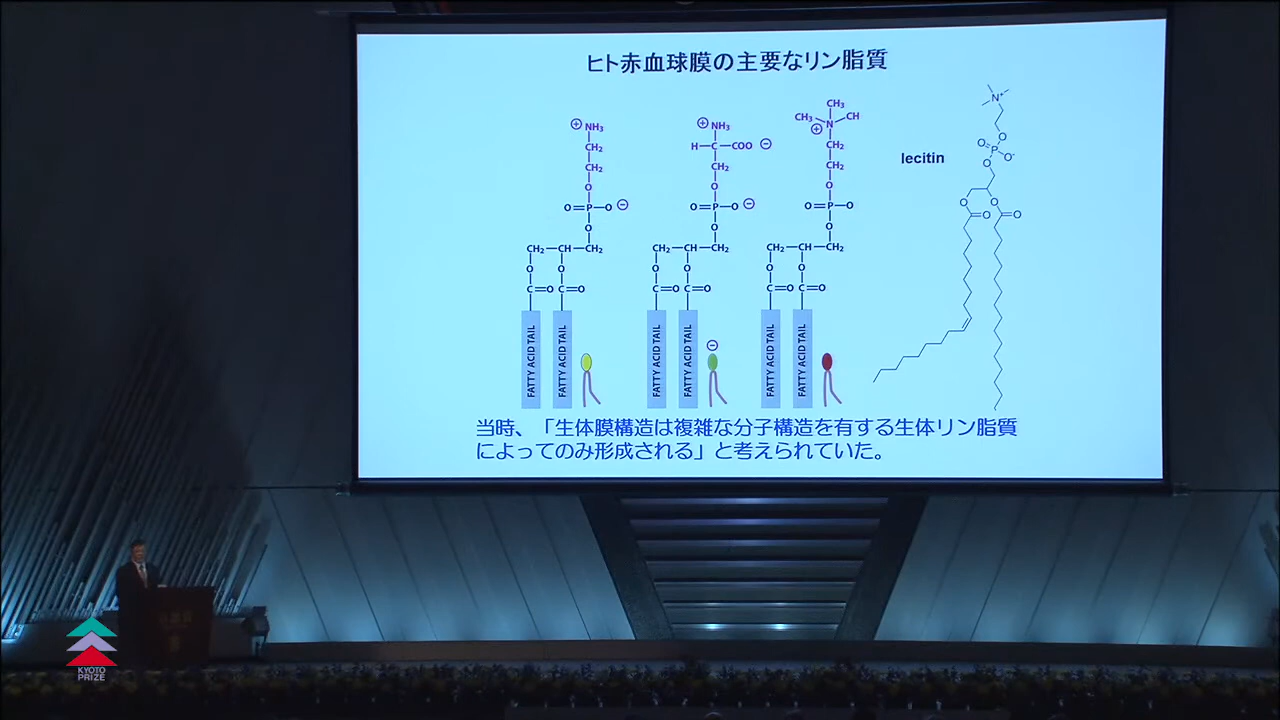 ヒト赤血球膜の主要なリン脂質
NH3
CH2
CH2
O
O=P—O
O
CH2—CH—CH2
O O
C=O C=O
FATTY ACID TAIL FATTY ACID TAIL
NH3
H—C—COO
CH2
O
O=P—O
O
CH2—CH—CH2
O O
C=O C=O
FATTY ACID TAIL FATTY ACID TAIL
CH3
CH3 N CH
CH2
CH2
O
O=P—O
O
CH2—CH—CH2
O O
C=O C=O
FATTY ACID TAIL FATTY ACID TAIL
lecitin
N+
O
O P O-
O
O O
O O
当時、「生体膜構造は複雑な分子構造を有する生体リン脂質
によってのみ形成される」と考えられていた。
KYOTO
PRIZE